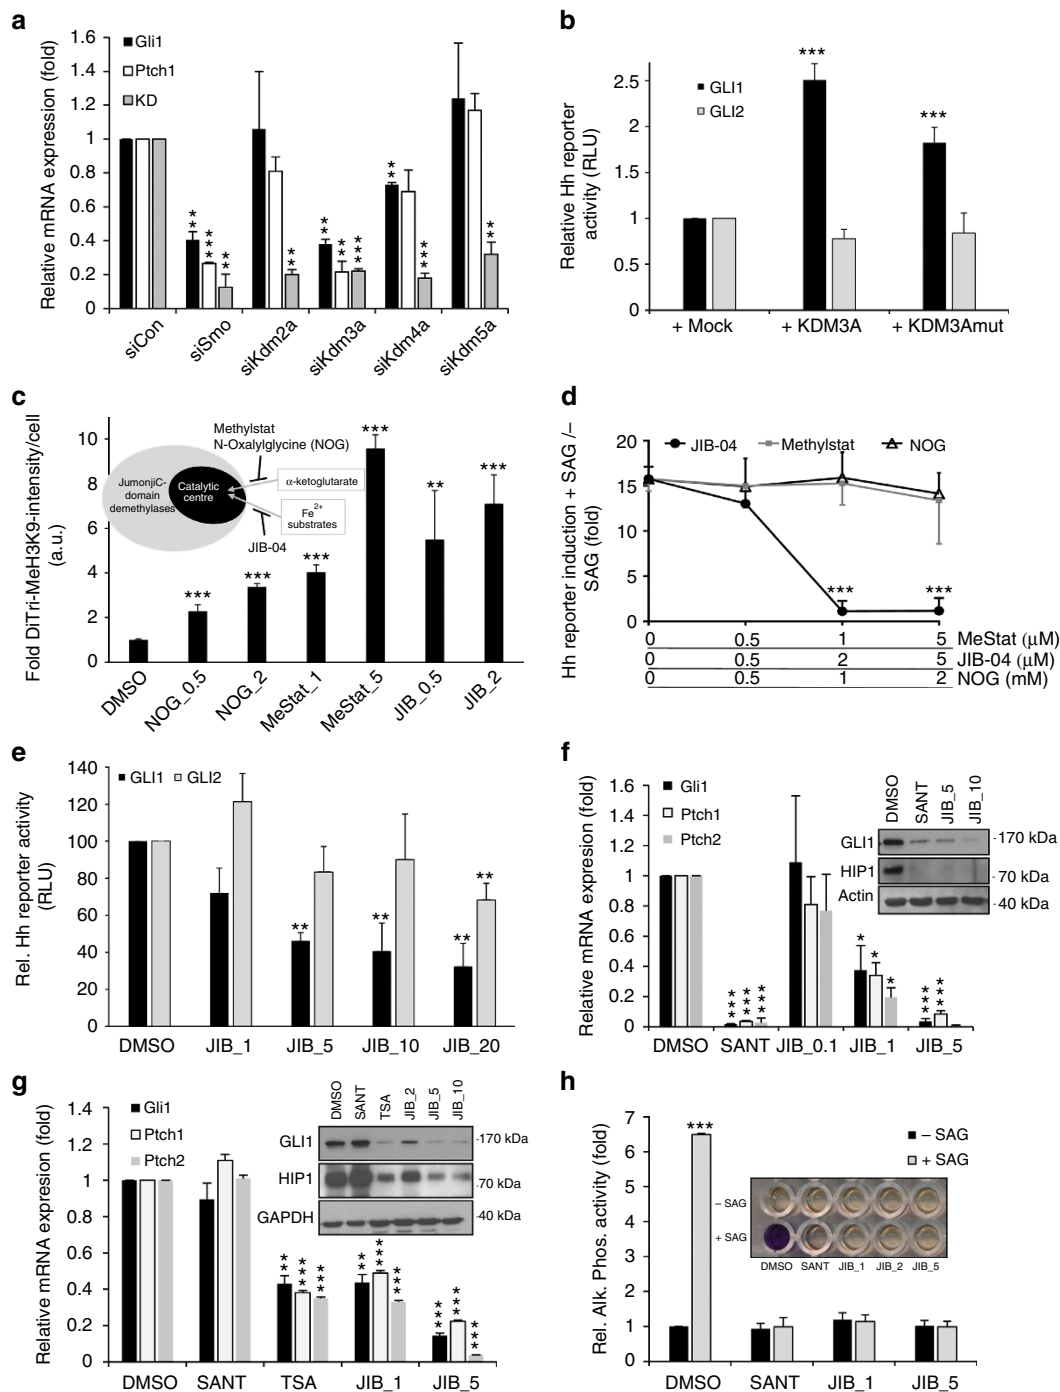 a
Relative mRNA expression (fold)
1.6
1.4
1.2
1
0.8
0.6
0.4
0.2
0
Gli1
Ptch1
KD
** *** ** ** ** ** *** ** *** **
siCon siSmo siKdm2a siKdm3a siKdm4a siKdm5a
b
Relative Hh reporter
activity (RLU)
2.5
2
1.5
1
0.5
0
GLI1
GLI2
*** ***
+ Mock + KDM3A + KDM3Amut
c
Fold DiTri-MeH3K9-intensity/cell
(a.u.)
10
8
6
4
2
0
Methylstat
N-Oxalylglycine (NOG)
JumonjiC-
domain
demethylases
Catalytic
centre
α-ketoglutarate
Fe2+
substrates
JIB-04
*** *** *** *** ** ***
DMSO NOG_0.5 NOG_2 MeStat_1 MeStat_5 JIB_0.5 JIB_2
d
Hh reporter induction + SAG /–
SAG (fold)
20
15
10
5
0
JIB-04 Methylstat NOG
*** ***
0 0.5 1 5 MeStat (μM)
0 0.5 2 5 JIB-04 (μM)
0 0.5 1 2 NOG (mM)
e
Rel. Hh reporter activity
(RLU)
140
120
100
80
60
40
20
0
GLI1 GLI2
** ** ** **
DMSO JIB_1 JIB_5 JIB_10 JIB_20
f
Relative mRNA expresion (fold)
1.6
1.4
1.2
1
0.8
0.6
0.4
0.2
0
Gli1
Ptch1
Ptch2
DMSO SANT JIB_5 JIB_10
GLI1 -170 kDa
HIP1 -70 kDa
Actin -40 kDa
*** *** *** * * * *** ***
DMSO SANT JIB_0.1 JIB_1 JIB_5
g
Relative mRNA expression (fold)
1.4
1.2
1
0.8
0.6
0.4
0.2
0
Gli1
Ptch1
Ptch2
DMSO SANT TSA JIB_2 JIB_5 JIB_10
GLI1 -170 kDa
HIP1 -70 kDa
GAPDH -40 kDa
** *** *** ** *** *** *** *** ***
DMSO SANT TSA JIB_1 JIB_5
h
Rel. Alk. Phos. activity (fold)
7
6
5
4
3
2
1
0
***
– SAG
+ SAG
– SAG
+ SAG
DMSO SANT JIB_1 JIB_2 JIB_5
DMSO SANT JIB_1 JIB_5